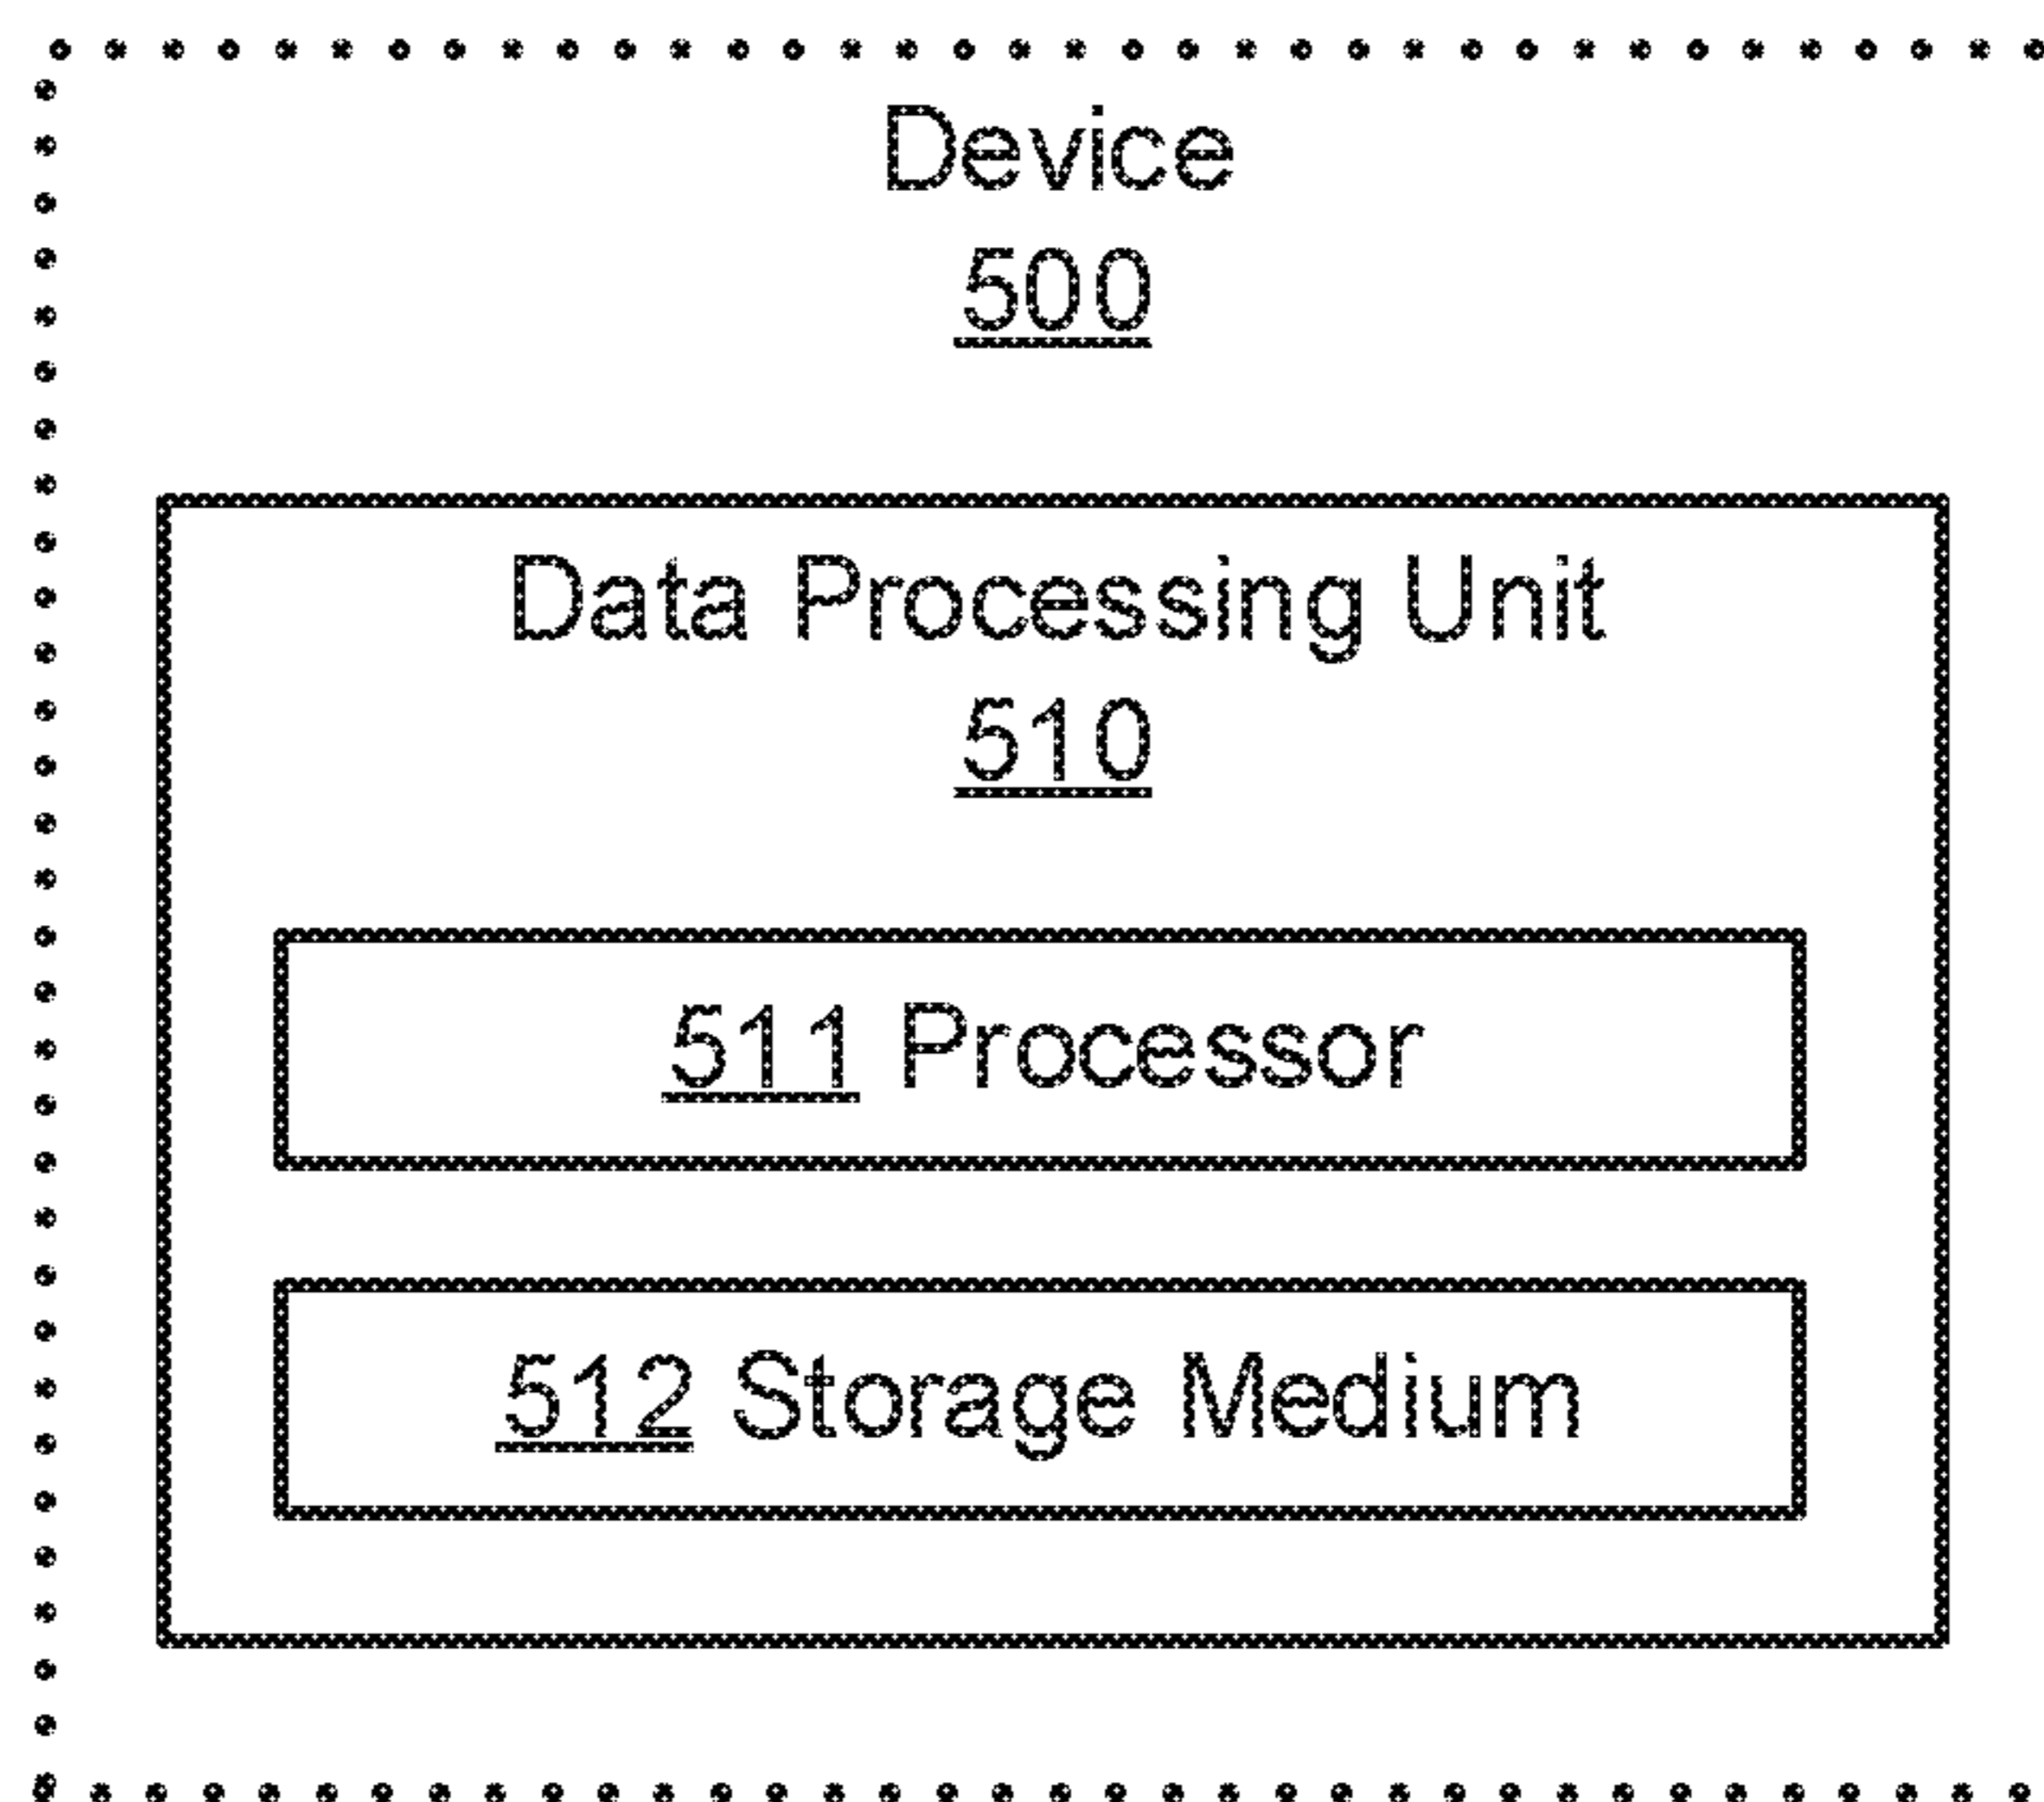 Device
500
Data Processing Unit
510
511 Processor
512 Storage Medium